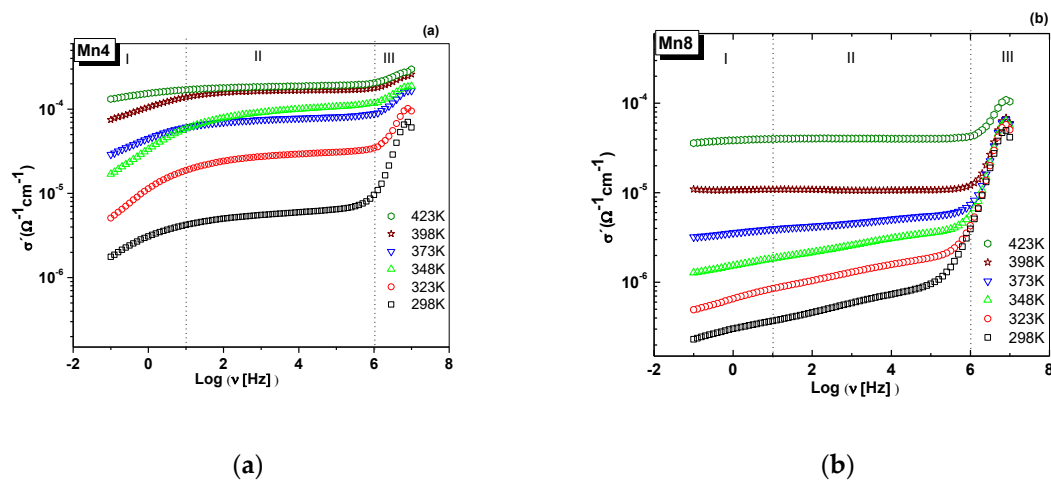 (a)
Mn4
I
II
III
10⁻⁴
10⁻⁵
10⁻⁶
σ´(Ω⁻¹cm⁻¹)
423K
398K
373K
348K
323K
298K
-2 0 2 4 6 8
Log (ν [Hz] )
(b)
Mn8
I
II
III
10⁻⁴
10⁻⁵
10⁻⁶
σ´(Ω⁻¹cm⁻¹)
423K
398K
373K
348K
323K
298K
-2 0 2 4 6 8
Log (ν [Hz] )
(a)
(b)